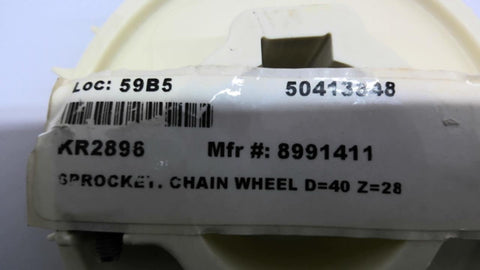 Loc: 59B5 50413848
KR2896 Mfr #: 8991411
SPROCKET. CHAIN WHEEL D=40 Z=28